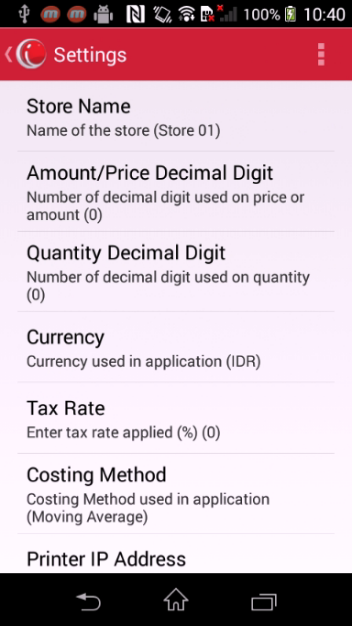 100% 10:40
Settings
Store Name
Name of the store (Store 01)
Amount/Price Decimal Digit
Number of decimal digit used on price or
amount (0)
Quantity Decimal Digit
Number of decimal digit used on quantity
(0)
Currency
Currency used in application (IDR)
Tax Rate
Enter tax rate applied (%) (0)
Costing Method
Costing Method used in application
(Moving Average)
Printer IP Address